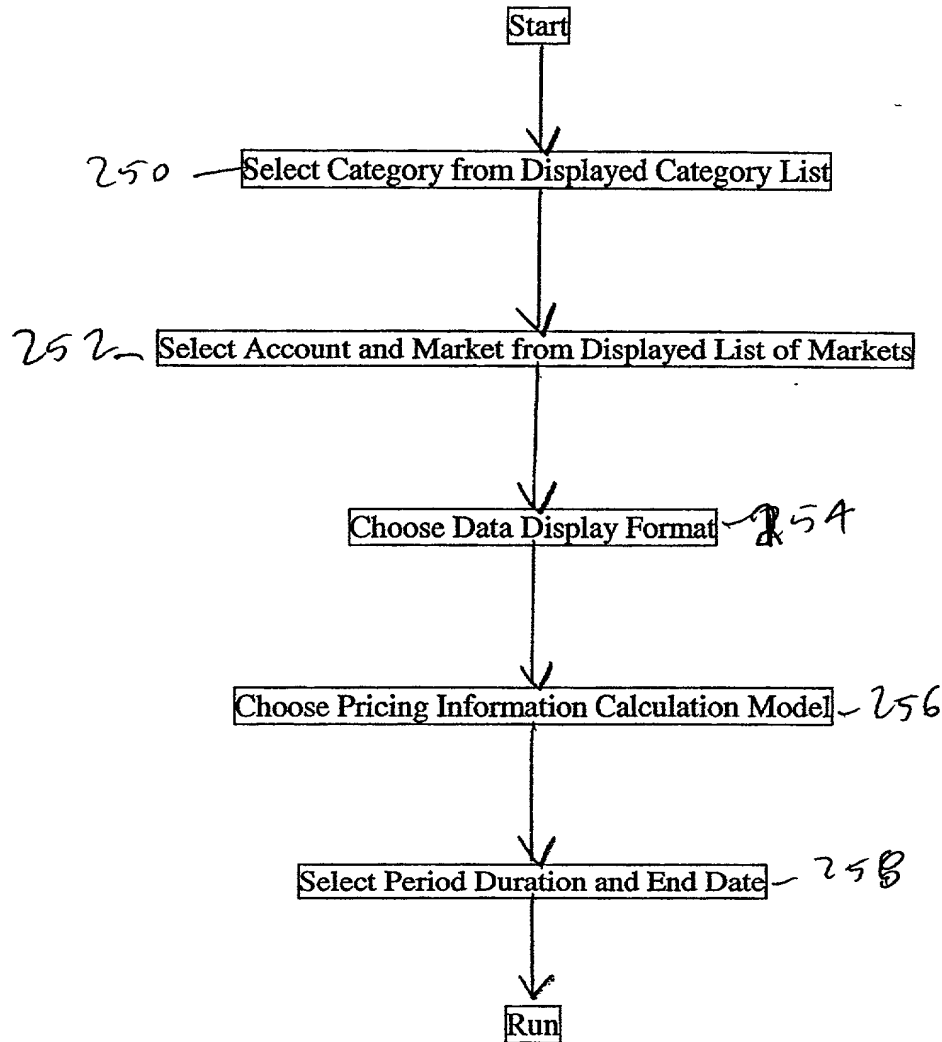 Start
250 Select Category from Displayed Category List
252 Select Account and Market from Displayed List of Markets
Choose Data Display Format 254
Choose Pricing Information Calculation Model 256
Select Period Duration and End Date 258
Run